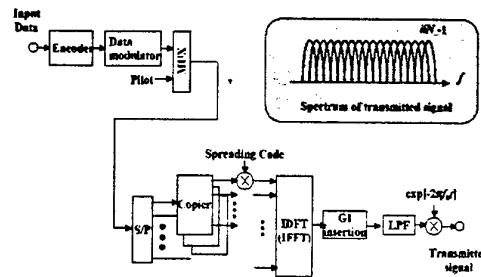 Input
Data
Encoder
Data
modulator
Pilot
MUX
Spectrum of transmitted signal
f
Spreading Code
S/P
Copier
IDFT
(IFFT)
GI
insertion
LPF
Transmitted
signal